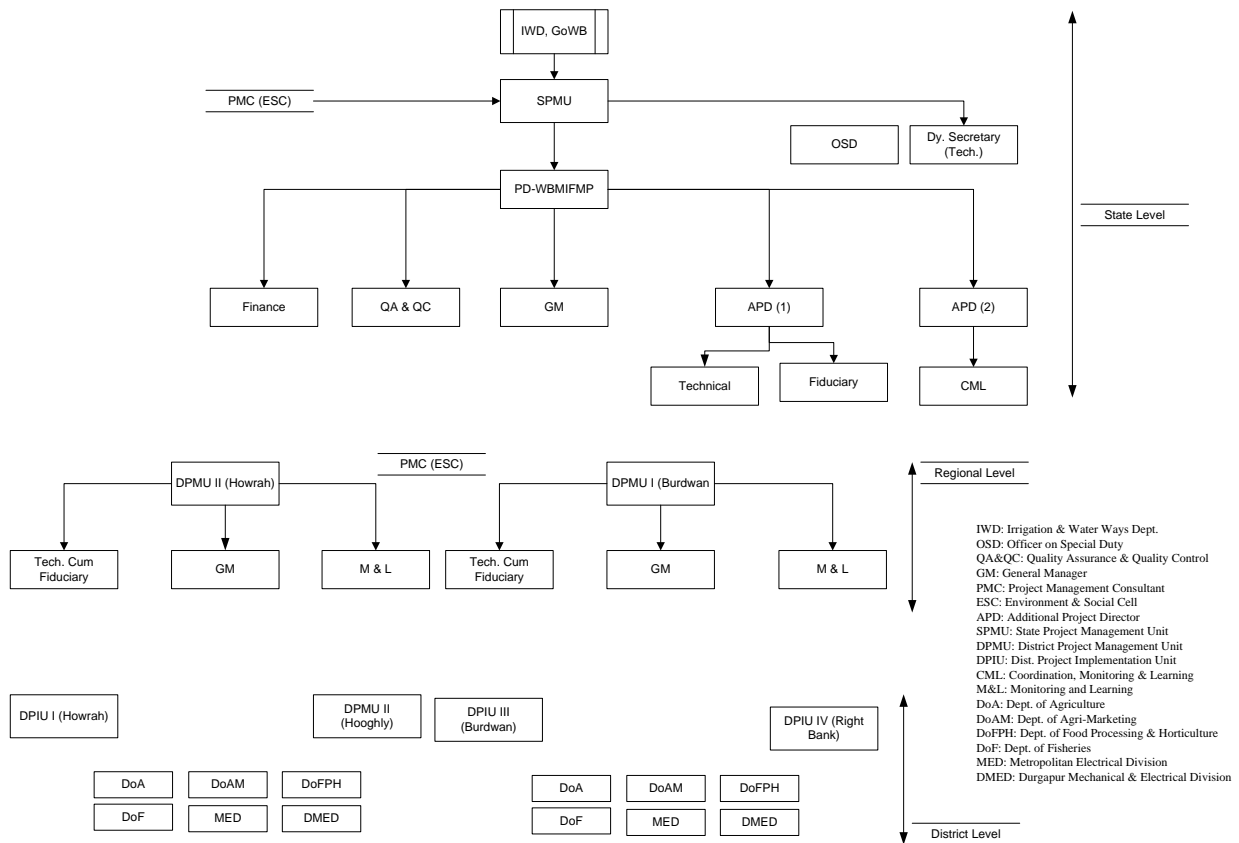 IWD, GoWB
PMC (ESC)
SPMU
OSD
Dy. Secretary
(Tech.)
PD-WBMIFMP
State Level
Finance
QA & QC
GM
APD (1)
APD (2)
Technical
Fiduciary
CML
DPMU II (Howrah)
PMC (ESC)
DPMU I (Burdwan
Regional Level
Tech. Cum
Fiduciary
GM
M & L
Tech. Cum
Fiduciary
GM
M & L
IWD: Irrigation & Water Ways Dept.
OSD: Officer on Special Duty
QA&QC: Quality Assurance & Quality Control
GM: General Manager
PMC: Project Management Consultant
ESC: Environment & Social Cell
APD: Additional Project Director
SPMU: State Project Management Unit
DPMU: District Project Management Unit
DPIU: Dist. Project Implementation Unit
CML: Coordination, Monitoring & Learning
M&L: Monitoring and Learning
DoA: Dept. of Agriculture
DoAM: Dept. of Agri-Marketing
DoFPH: Dept. of Food Processing & Horticulture
DoF: Dept. of Fisheries
MED: Metropolitan Electrical Division
DMED: Durgapur Mechanical & Electrical Division
DPIU I (Howrah)
DPMU II
(Hooghly)
DPIU III
(Burdwan)
DPIU IV (Right
Bank)
DoA
DoAM
DoFPH
DoF
MED
DMED
DoA
DoAM
DoFPH
DoF
MED
DMED
District Level